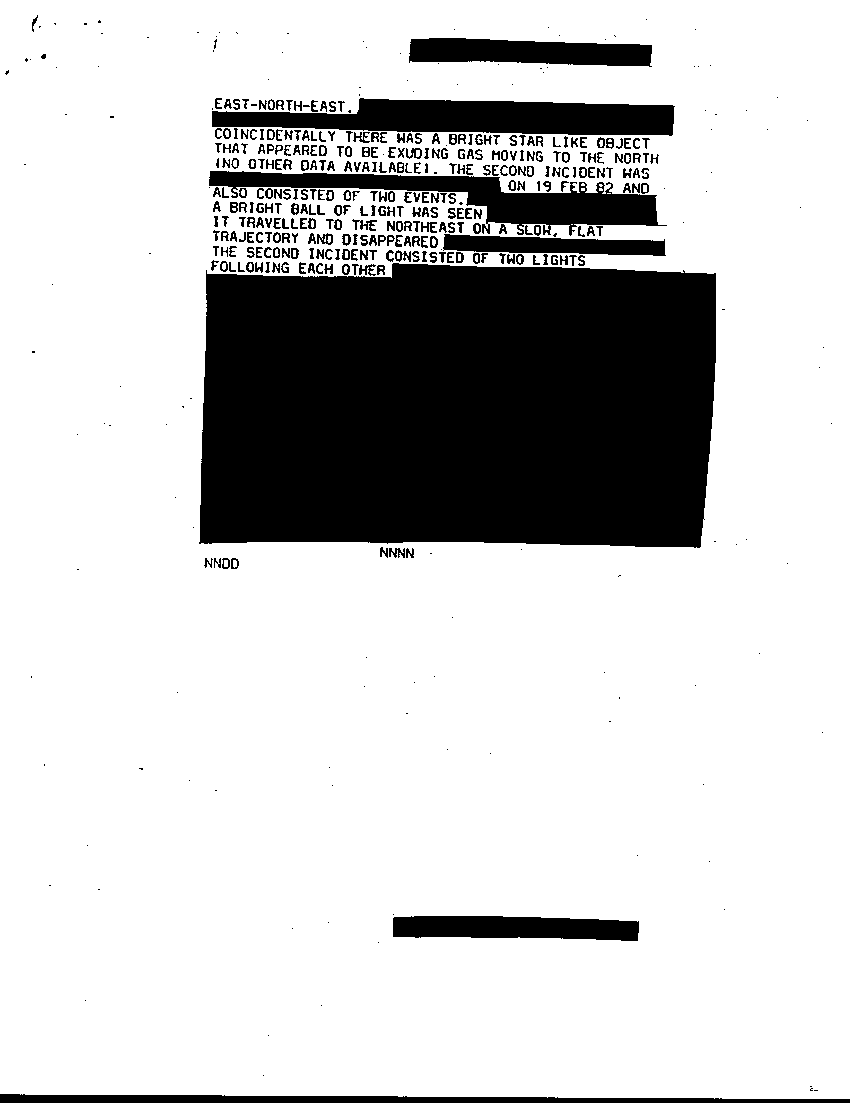 EAST-NORTH-EAST.
COINCIDENTALLY THERE WAS A BRIGHT STAR LIKE OBJECT
THAT APPEARED TO BE EXUDING GAS MOVING TO THE NORTH
(NO OTHER DATA AVAILABLE). THE SECOND INCIDENT WAS
ON 19 FEB 82 AND
ALSO CONSISTED OF TWO EVENTS.
A BRIGHT BALL OF LIGHT WAS SEEN
IT TRAVELLED TO THE NORTHEAST ON A SLOW, FLAT
TRAJECTORY AND DISAPPEARED
THE SECOND INCIDENT CONSISTED OF TWO LIGHTS
FOLLOWING EACH OTHER
NNNN
NNDD